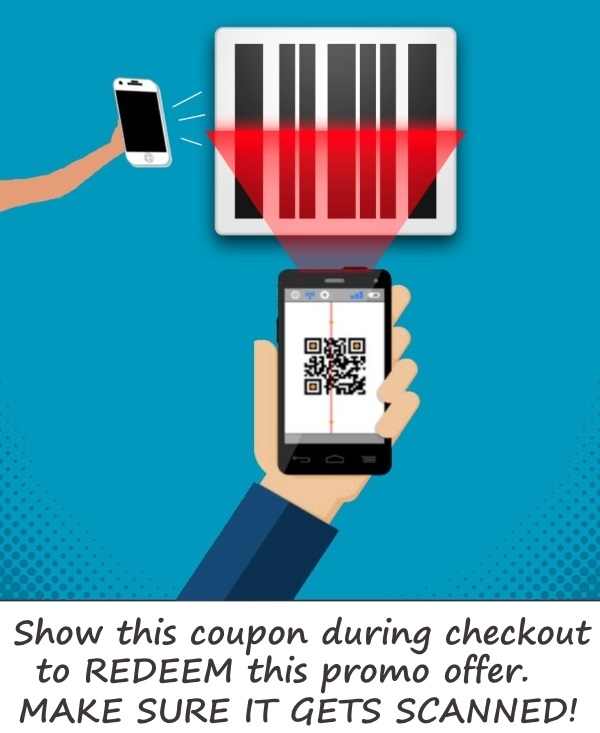 Show this coupon during checkout
to REDEEM this promo offer.
MAKE SURE IT GETS SCANNED!